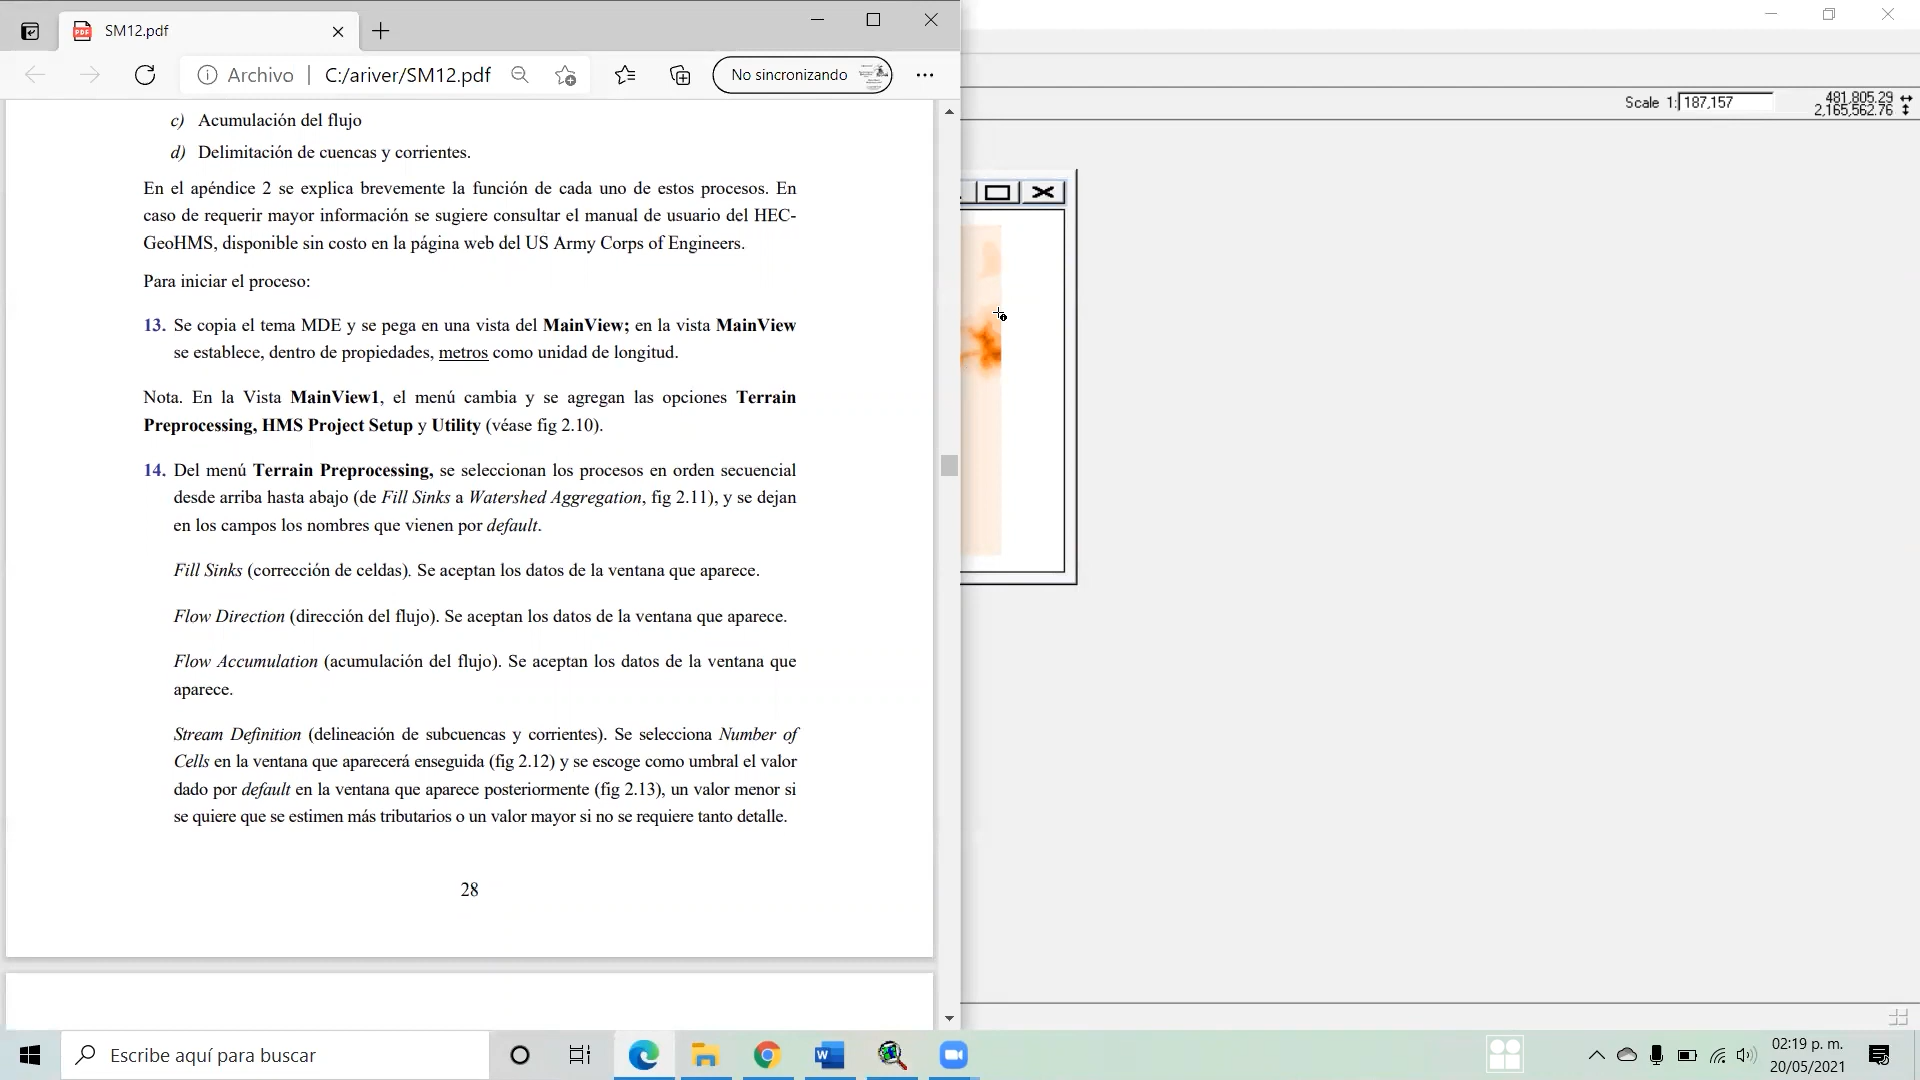 SM12.pdf
Archivo | C:/ariver/SM12.pdf
No sincronizando
Scale 1: 187,157
481,805.29
2,165,562.76
c) Acumulación del flujo
d) Delimitación de cuencas y corrientes.
En el apéndice 2 se explica brevemente la función de cada uno de estos procesos. En
caso de requerir mayor información se sugiere consultar el manual de usuario del HEC-
GeoHMS, disponible sin costo en la página web del US Army Corps of Engineers.
Para iniciar el proceso:
13. Se copia el tema MDE y se pega en una vista del MainView; en la vista MainView
se establece, dentro de propiedades, metros como unidad de longitud.
Nota. En la Vista MainView1, el menú cambia y se agregan las opciones Terrain
Preprocessing, HMS Project Setup y Utility (véase fig 2.10).
14. Del menú Terrain Preprocessing, se seleccionan los procesos en orden secuencial
desde arriba hasta abajo (de Fill Sinks a Watershed Aggregation, fig 2.11), y se dejan
en los campos los nombres que vienen por default.
Fill Sinks (corrección de celdas). Se aceptan los datos de la ventana que aparece.
Flow Direction (dirección del flujo). Se aceptan los datos de la ventana que aparece.
Flow Accumulation (acumulación del flujo). Se aceptan los datos de la ventana que
aparece.
Stream Definition (delineación de subcuencas y corrientes). Se selecciona Number of
Cells en la ventana que aparecerá enseguida (fig 2.12) y se escoge como umbral el valor
dado por default en la ventana que aparece posteriormente (fig 2.13), un valor menor si
se quiere que se estimen más tributarios o un valor mayor si no se requiere tanto detalle.
28
Escribe aquí para buscar
02:19 p. m.
20/05/2021